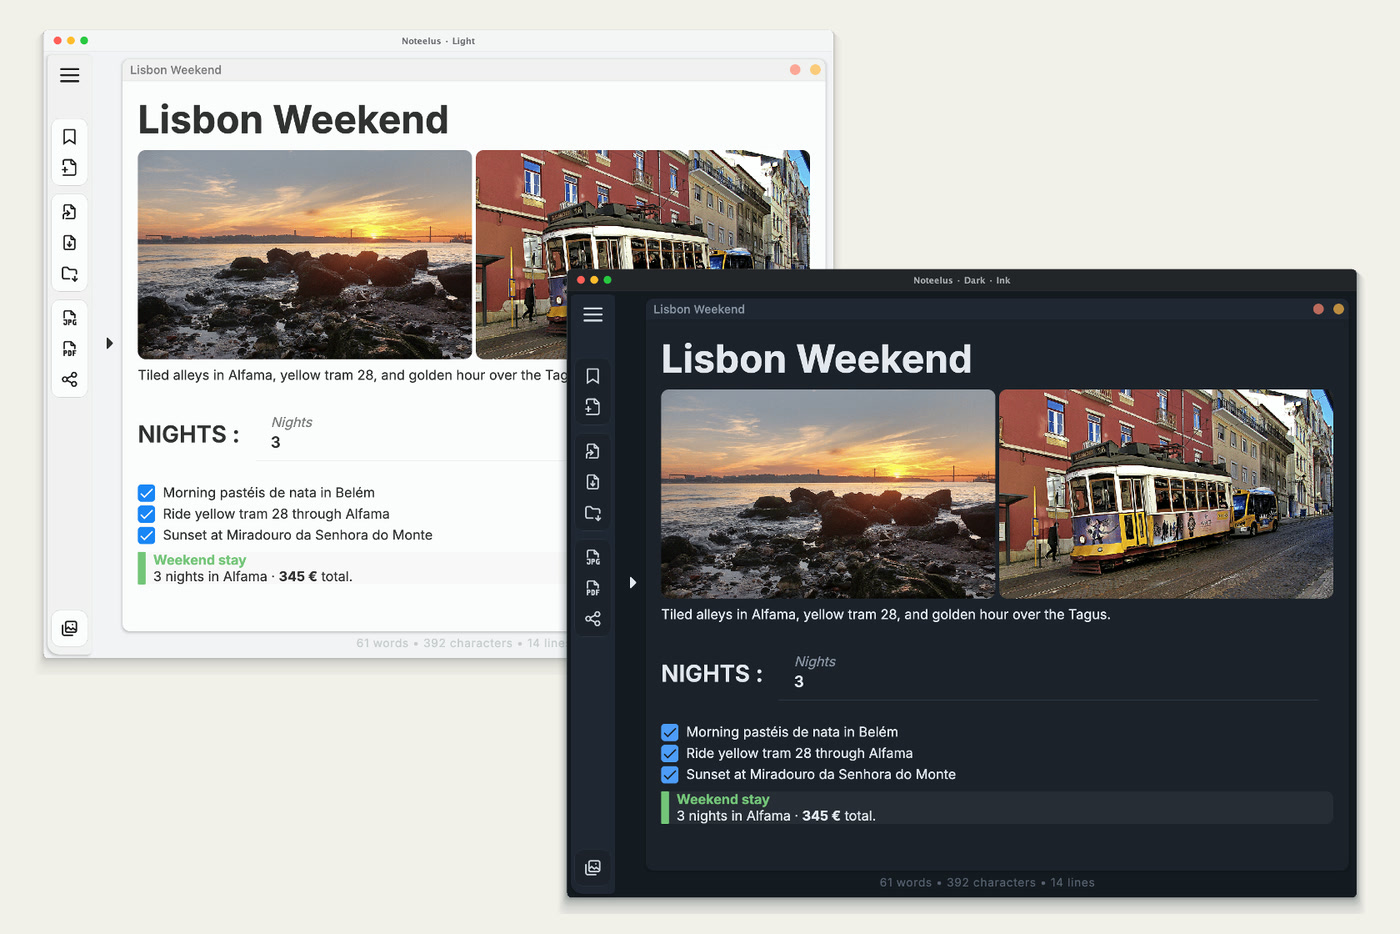 Noteelus · Light
Lisbon Weekend
Lisbon Weekend
Tiled alleys in Alfama, yellow tram 28, and golden hour over the Tag
NIGHTS :
Nights
3
Morning pastéis de nata in Belém
Ride yellow tram 28 through Alfama
Sunset at Miradouro da Senhora do Monte
Weekend stay
3 nights in Alfama · 345 € total.
61 words • 392 characters • 14 line
JPG
PDF
Noteelus · Dark · Ink
Lisbon Weekend
Lisbon Weekend
Tiled alleys in Alfama, yellow tram 28, and golden hour over the Tagus.
NIGHTS :
Nights
3
Morning pastéis de nata in Belém
Ride yellow tram 28 through Alfama
Sunset at Miradouro da Senhora do Monte
Weekend stay
3 nights in Alfama · 345 € total.
61 words • 392 characters • 14 lines
JPG
PDF